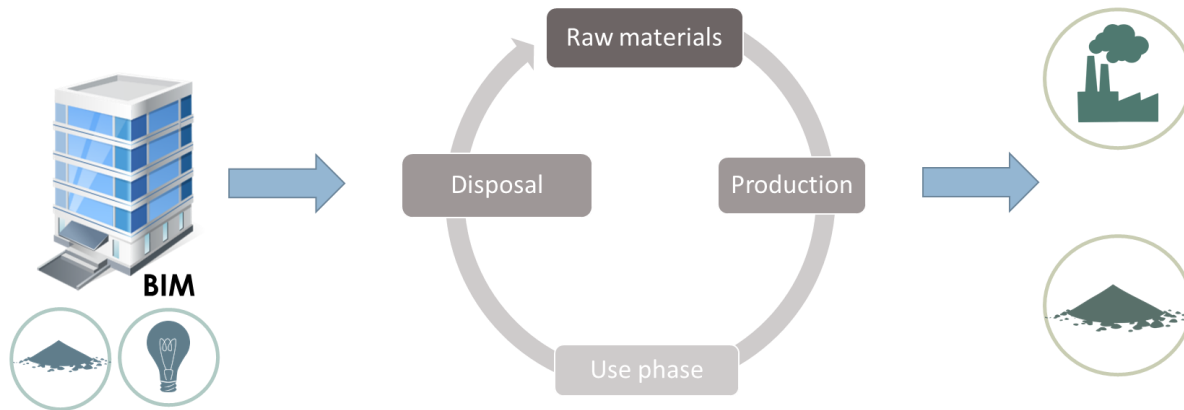 Raw materials
Disposal
Production
BIM
Use phase